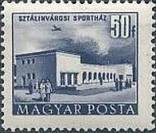 SZTÁLINVÁROSI SPORTHÁZ
50f
MAGYAR POSTA